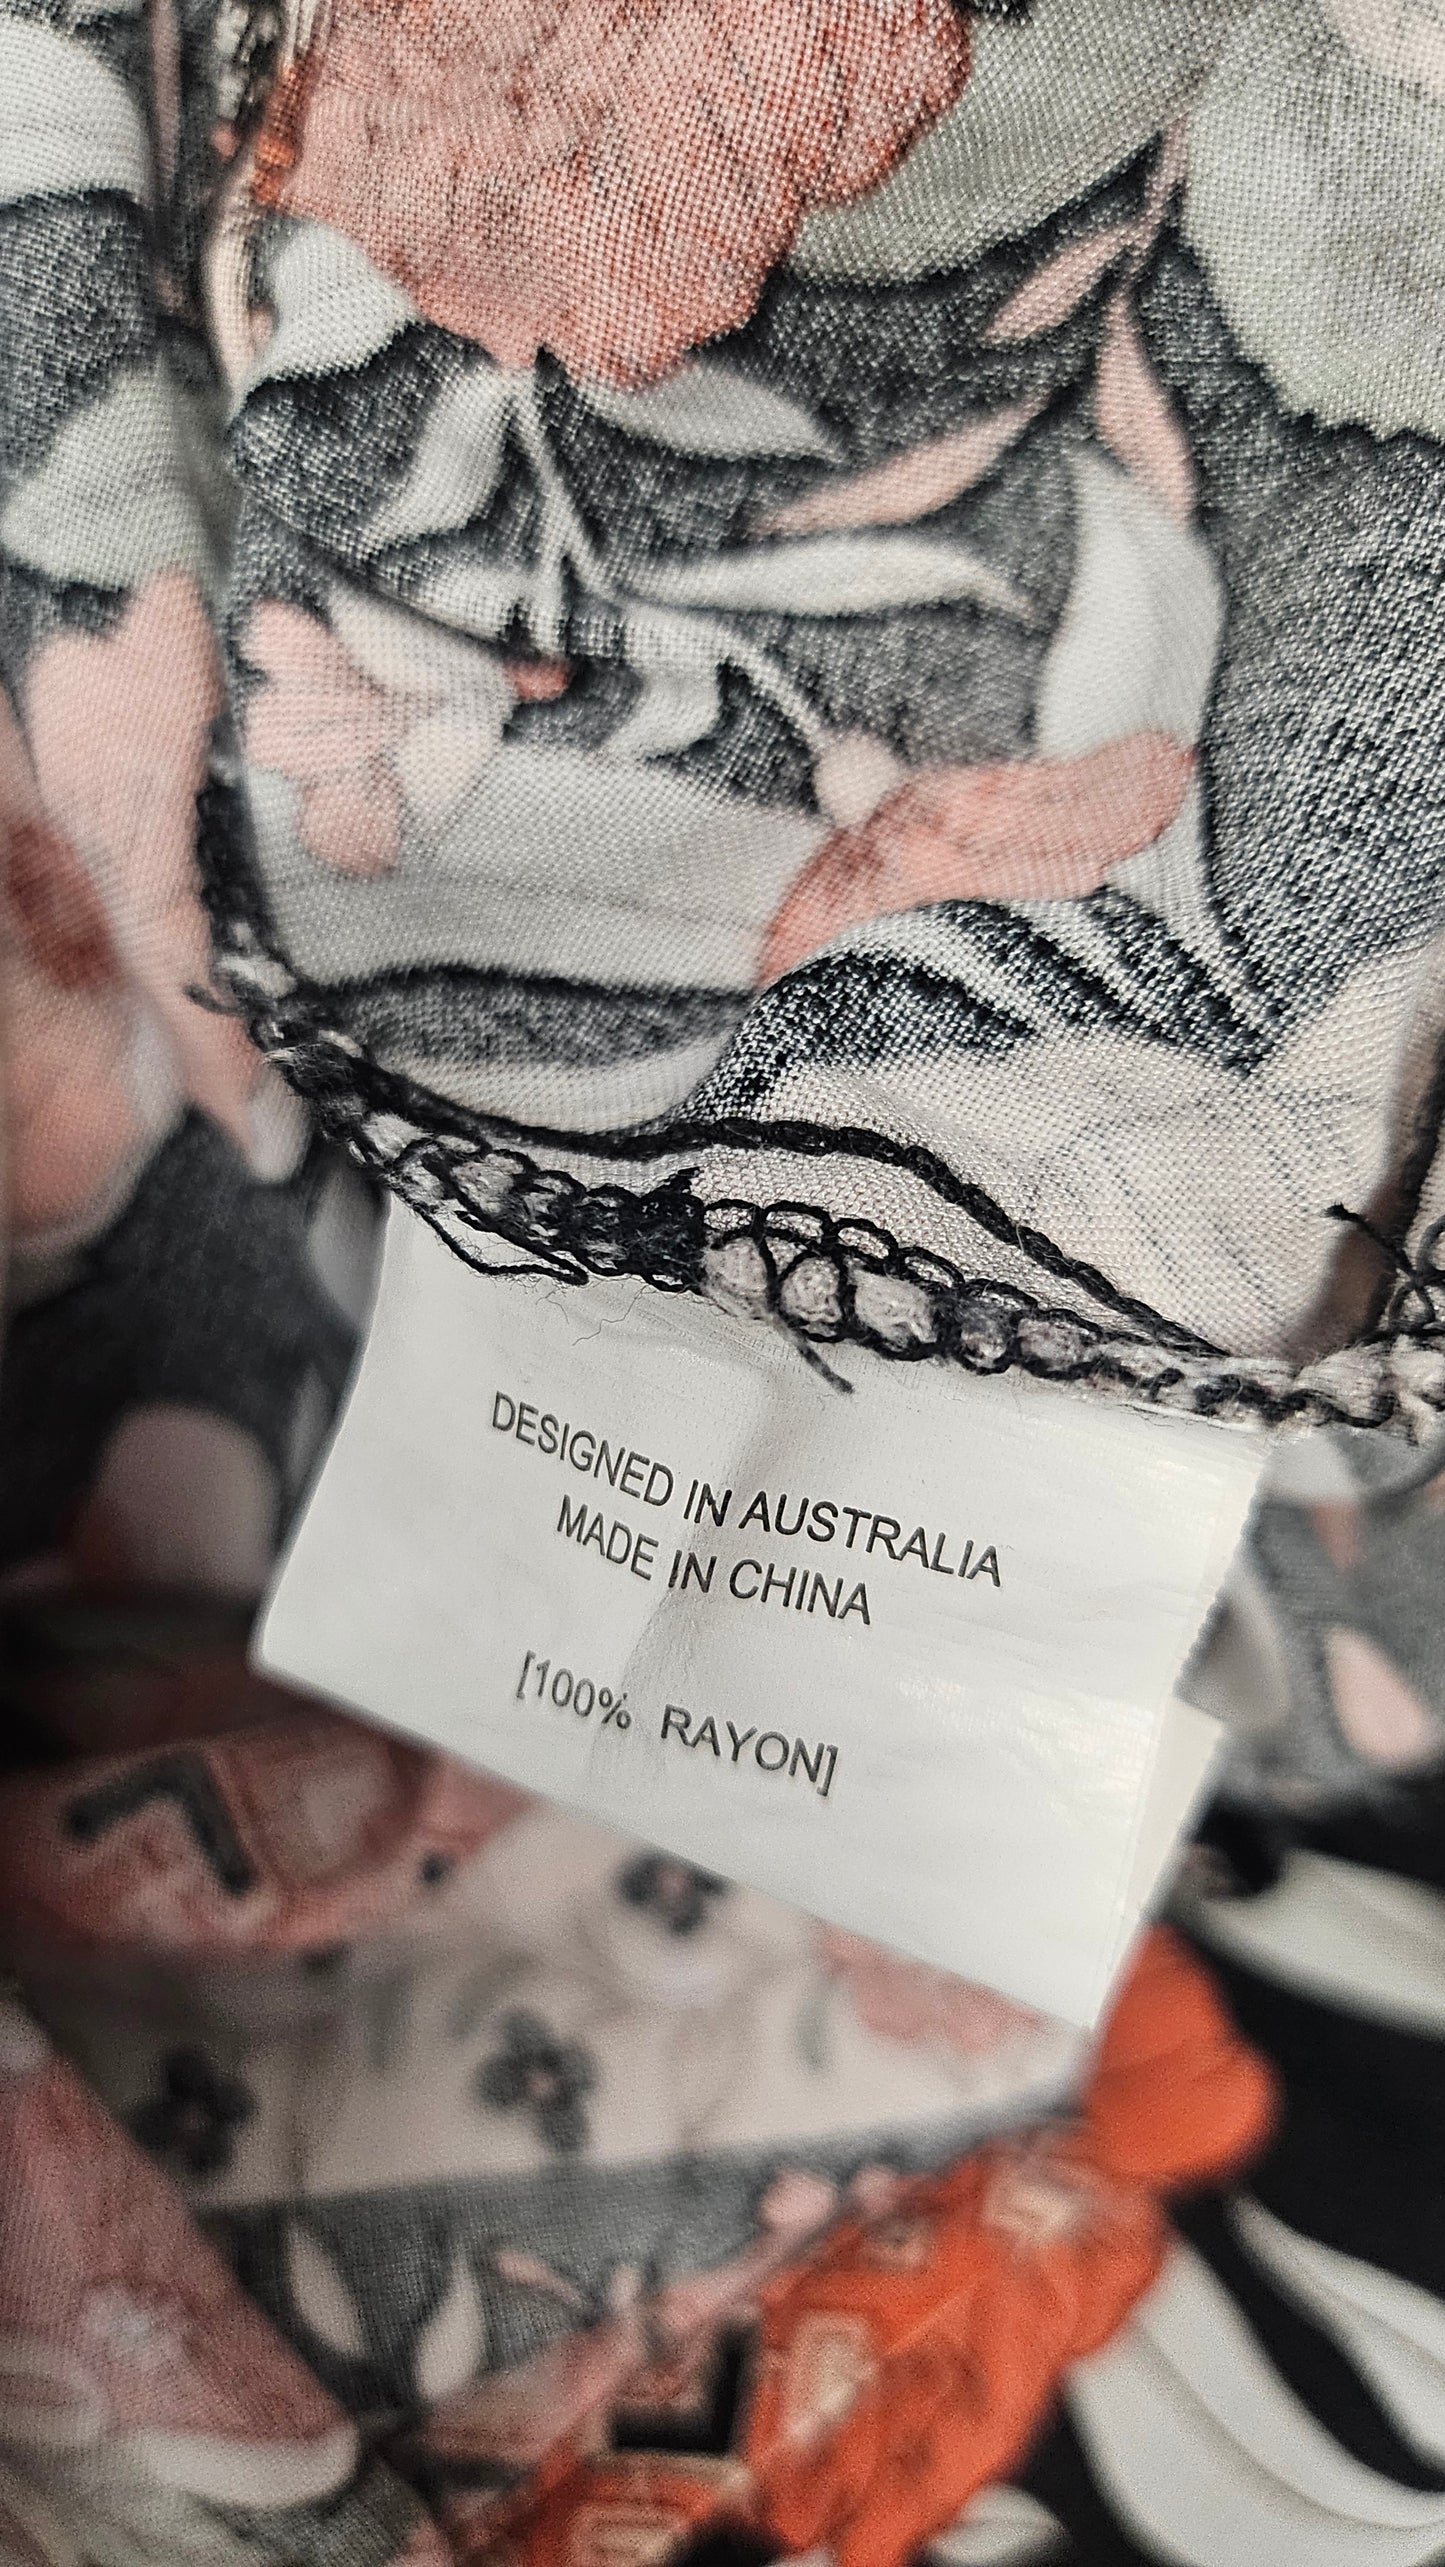 DESIGNED IN AUSTRALIA
MADE IN CHINA
[100% RAYON]